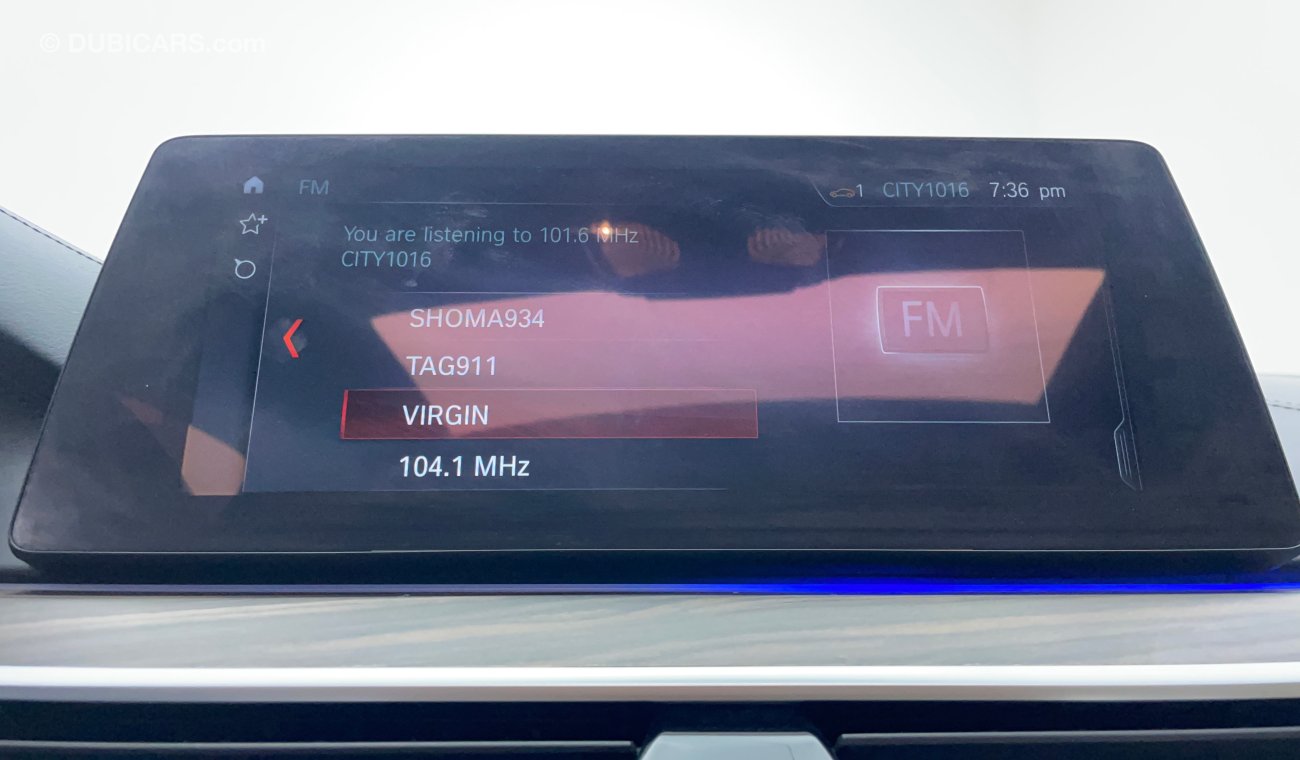 © DUBICARS.com
FM
1 CITY1016 7:36 pm
You are listening to 101.6 MHz
CITY1016
SHOMA934
TAG911
VIRGIN
104.1 MHz
FM